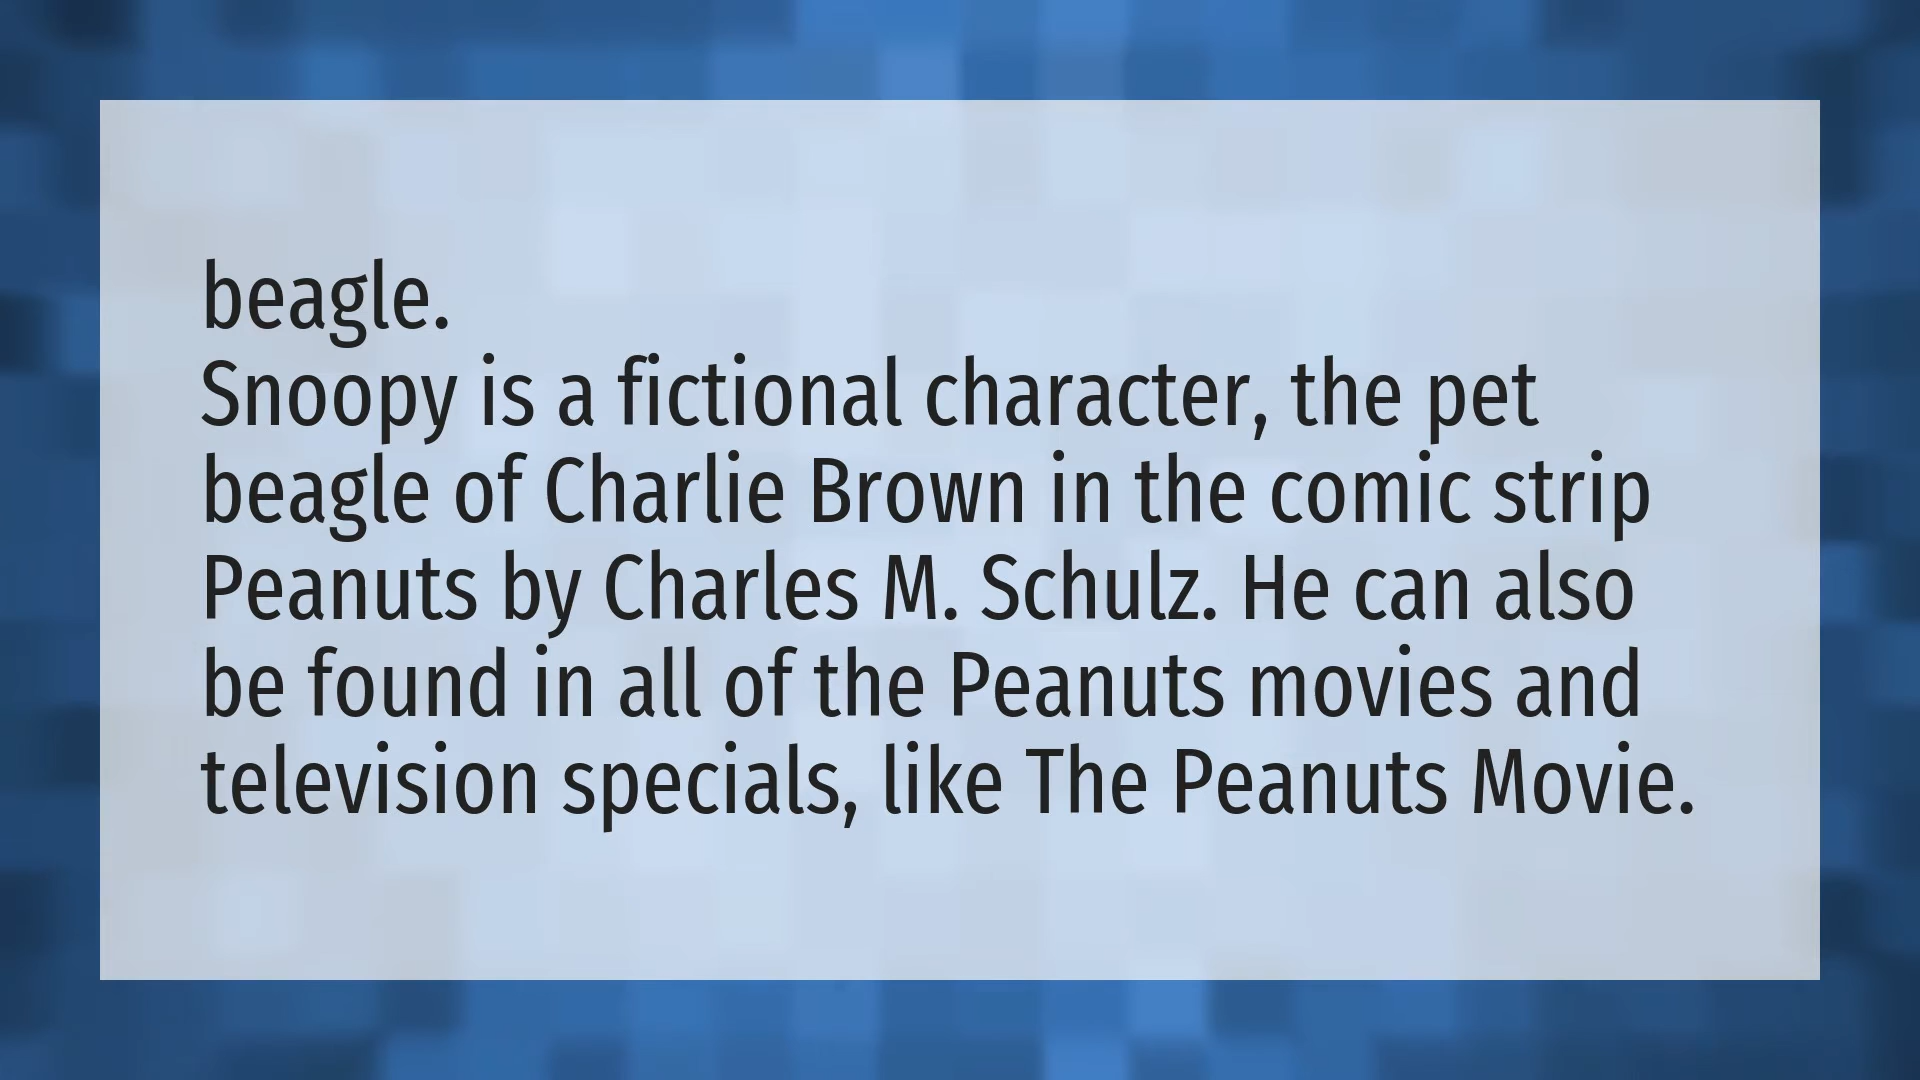 beagle.
Snoopy is a fictional character, the pet
beagle of Charlie Brown in the comic strip
Peanuts by Charles M. Schulz. He can also
be found in all of the Peanuts movies and
television specials, like The Peanuts Movie.